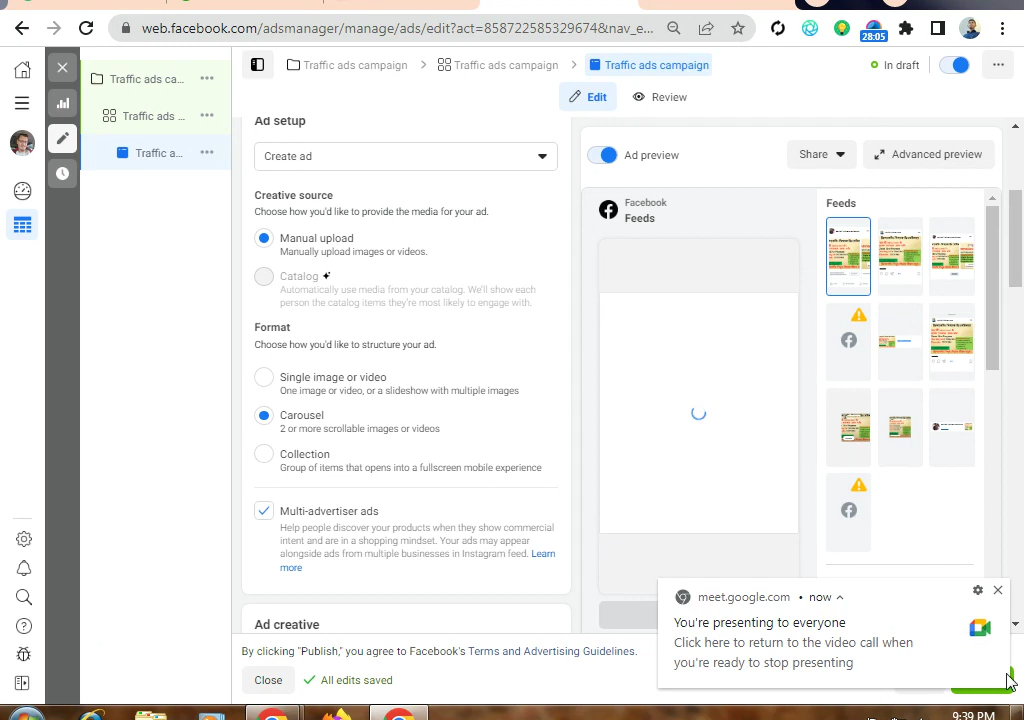 web.facebook.com/adsmanager/manage/ads/edit?act=858722585329674&nav_e...
28:05
Traffic ads ca...
Traffic ads ...
Traffic a...
Traffic ads campaign
Traffic ads campaign
Traffic ads campaign
In draft
Edit
Review
Ad setup
Create ad
Creative source
Choose how you'd like to provide the media for your ad.
Manual upload
Manually upload images or videos.
Catalog
Automatically use media from your catalog. We'll show each
person the catalog items they're most likely to engage with.
Format
Choose how you'd like to structure your ad.
Single image or video
One image or video, or a slideshow with multiple images
Carousel
2 or more scrollable images or videos
Collection
Group of items that opens into a fullscreen mobile experience
Multi-advertiser ads
Help people discover your products when they show commercial
intent and are in a shopping mindset. Your ads may appear
alongside ads from multiple businesses in Instagram feed. Learn
more
Ad creative
Ad preview
Share
Advanced preview
Facebook
Feeds
Feeds
By clicking "Publish," you agree to Facebook's Terms and Advertising Guidelines.
Close
All edits saved
meet.google.com • now
You're presenting to everyone
Click here to return to the video call when
you're ready to stop presenting
9:39 PM